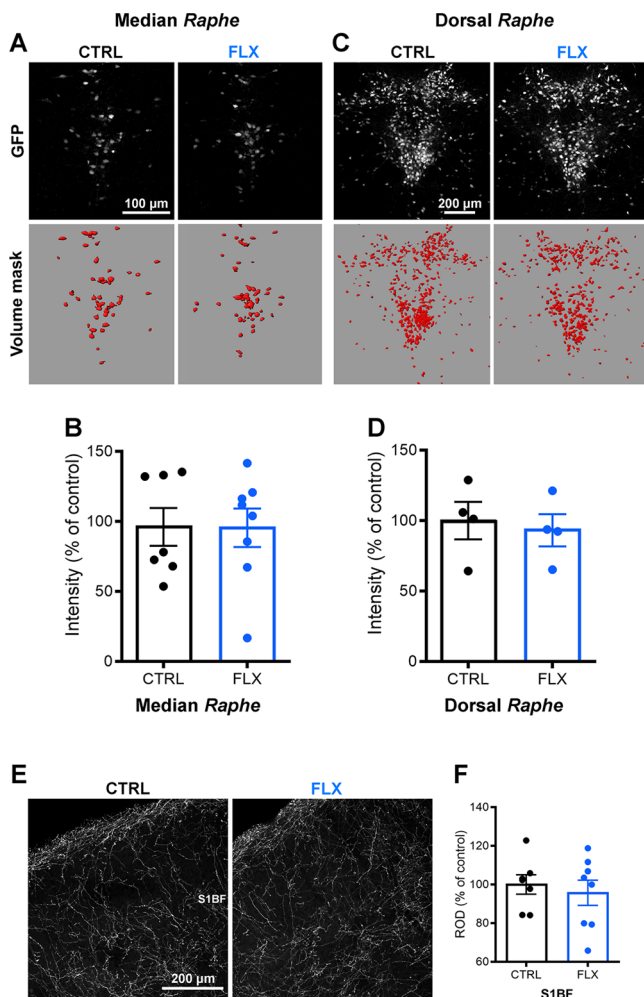 Median Raphe
Dorsal Raphe
A
CTRL
FLX
C
CTRL
FLX
GFP
100 µm
200 µm
Volume mask
B
Intensity (% of control)
150
100
50
0
CTRL
FLX
Median Raphe
D
Intensity (% of control)
150
100
50
0
CTRL
FLX
Dorsal Raphe
E
CTRL
FLX
S1BF
200 µm
F
ROD (% of control)
140
120
100
80
60
CTRL
FLX
S1BF